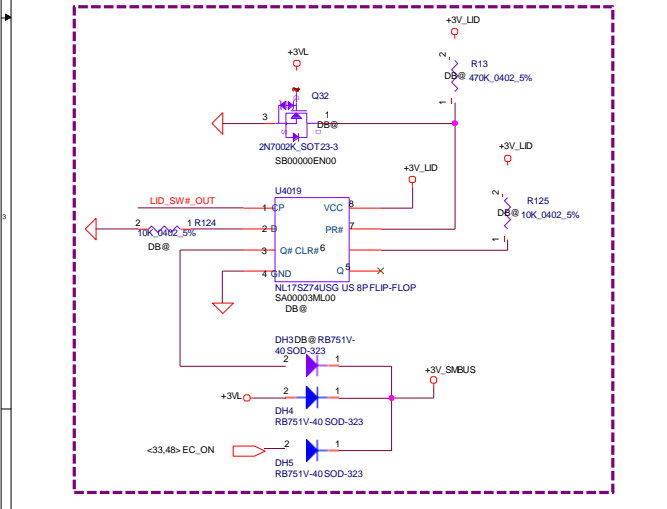 +3V_LID
+3VL
2
R13
DB@ 470K_0402_5%
Q32
1
3
1
DB@
2N7002K_SOT23-3
SB00000EN00
+3V_LID
+3V_LID
U4019
2
R125
LID_SW#_OUT
1 CP
VCC 8
DB@ 10K_0402_5%
2
1 R124
2 D
PR# 7
10K_0402_5%
1
DB@
3 Q# CLR# 6
4 GND
Q 5
NL17SZ74USG US 8P FLIP-FLOP
SA00003ML00
DB@
3
DH3 DB@ RB751V-
40 SOD-323
2
1
+3V_SMBUS
+3VL
2
1
DH4
RB751V-40 SOD-323
<33,48> EC_ON
2
1
DH5
RB751V-40 SOD-323